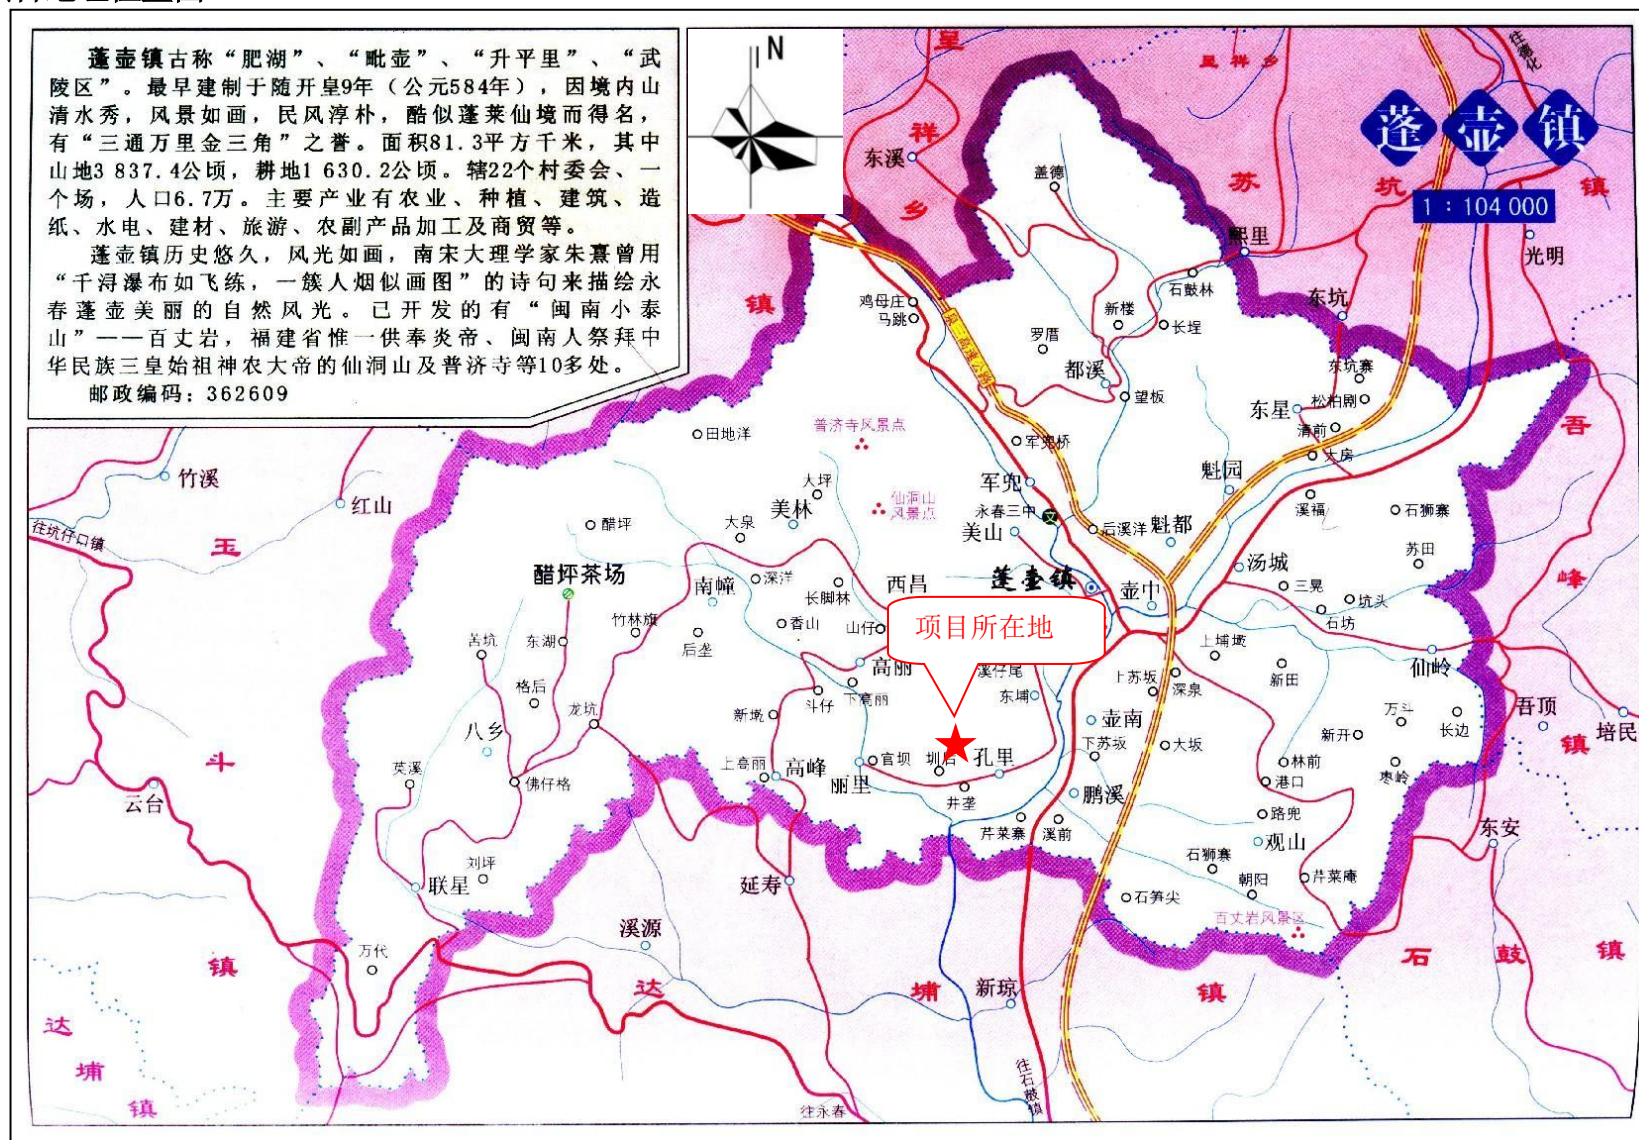 蓬壶镇古称“肥湖”、“毗壶”、“升平里”、“武
陵区”。最早建制于随开皇9年（公元584年），因境内山
清水秀，风景如画，民风淳朴，酷似蓬莱仙境而得名，
有“三通万里金三角”之誉。面积81.3平方千米，其中
山地3 837.4公顷，耕地1 630.2公顷。辖22个村委会、一
个场，人口6.7万。主要产业有农业、种植、建筑、造
纸、水电、建材、旅游、农副产品加工及商贸等。
蓬壶镇历史悠久，风光如画，南宋大理学家朱熹曾用
“千浔瀑布如飞练，一簇人烟似画图”的诗句来描绘永
春蓬壶美丽的自然风光。已开发的有“闽南小泰
山”——百丈岩，福建省惟一供奉炎帝、闽南人祭拜中
华民族三皇始祖神农大帝的仙洞山及普济寺等10多处。
邮政编码：362609
N
蓬壶镇
1：104 000
呈祥乡
呈祥乡
往德化
苏坑镇
东溪
盖德
熙里
光明
镇
鸡母庄
马跳
石鼓林
东坑
新楼
长埕
罗厝
泉三高速公路
都溪
望板
东坑寨
松柏剧
东星
清前
大房
吾峰镇
田地洋
普济寺风景点
军兜桥
竹溪
红山
往坑仔口镇
玉斗镇
大坪
美林
大泉
仙洞山
风景点
军兜
永春三中
文
美山
后溪洋
魁园
魁都
溪福
石狮寨
苏田
汤城
三晃
坑头
石坊
醋坪
醋坪茶场
南幢
深洋
长脚林
西昌
蓬壶镇
壶中
竹林旗
香山
山仔
后垄
苦坑
东湖
格后
八乡
龙坑
高丽
下高丽
斗仔
新墘
项目所在地
溪仔尾
东埔
上埔墘
仙岭
上苏坂
深泉
新田
壶南
下苏坂
大坂
万斗
长边
新开
枣岭
吾顶
培民
英溪
佛仔格
上高丽
高峰
丽里
官坝
圳后
孔里
井垄
鹏溪
林前
港口
路兜
观山
云台
刘坪
联星
延寿
芹菜寨
溪前
石狮寨
朝阳
芹菜庵
石笋尖
百丈岩风景区
东安
万代
溪源
新琼
达埔镇
石鼓镇
达埔镇
往永春
往石鼓镇